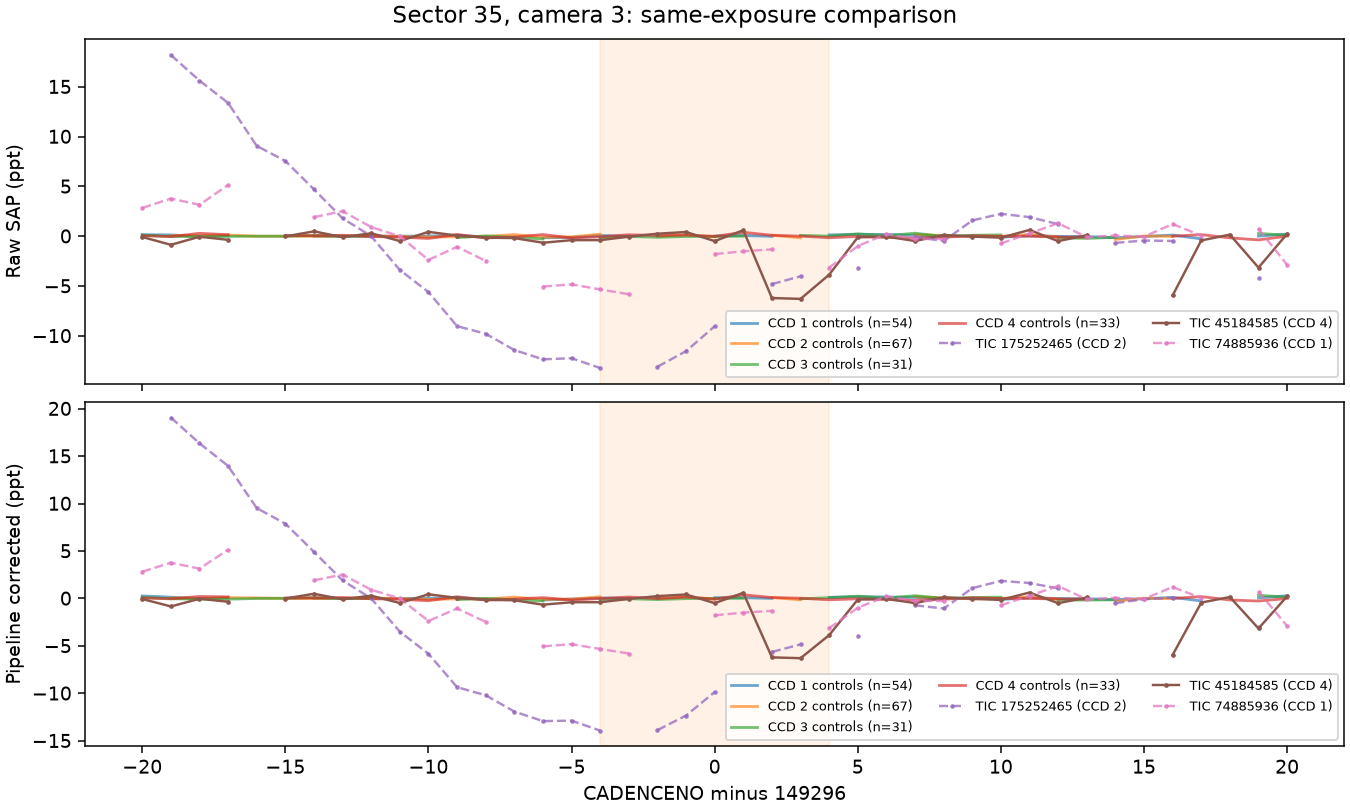 Sector 35, camera 3: same-exposure comparison
Raw SAP (ppt)
15
10
5
0
−5
−10
CCD 1 controls (n=54)
CCD 2 controls (n=67)
CCD 3 controls (n=31)
CCD 4 controls (n=33)
TIC 175252465 (CCD 2)
TIC 45184585 (CCD 4)
TIC 74885936 (CCD 1)
Pipeline corrected (ppt)
20
15
10
5
0
−5
−10
−15
CCD 1 controls (n=54)
CCD 2 controls (n=67)
CCD 3 controls (n=31)
CCD 4 controls (n=33)
TIC 175252465 (CCD 2)
TIC 45184585 (CCD 4)
TIC 74885936 (CCD 1)
−20 −15 −10 −5 0 5 10 15 20
CADENCENO minus 149296